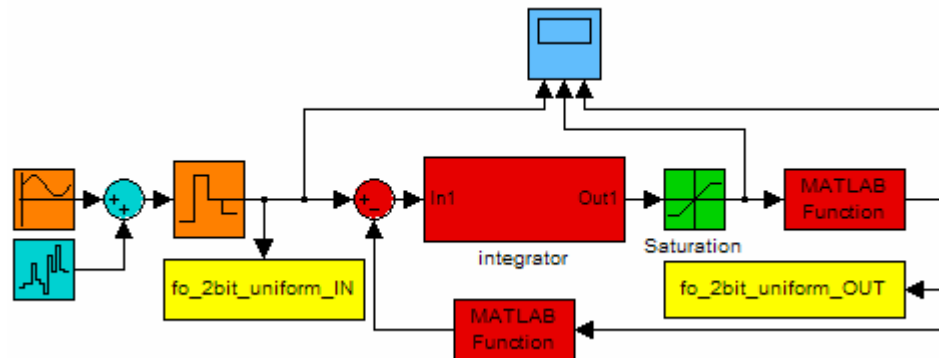 In1
Out1
integrator
Saturation
MATLAB
Function
fo_2bit_uniform_IN
fo_2bit_uniform_OUT
MATLAB
Function